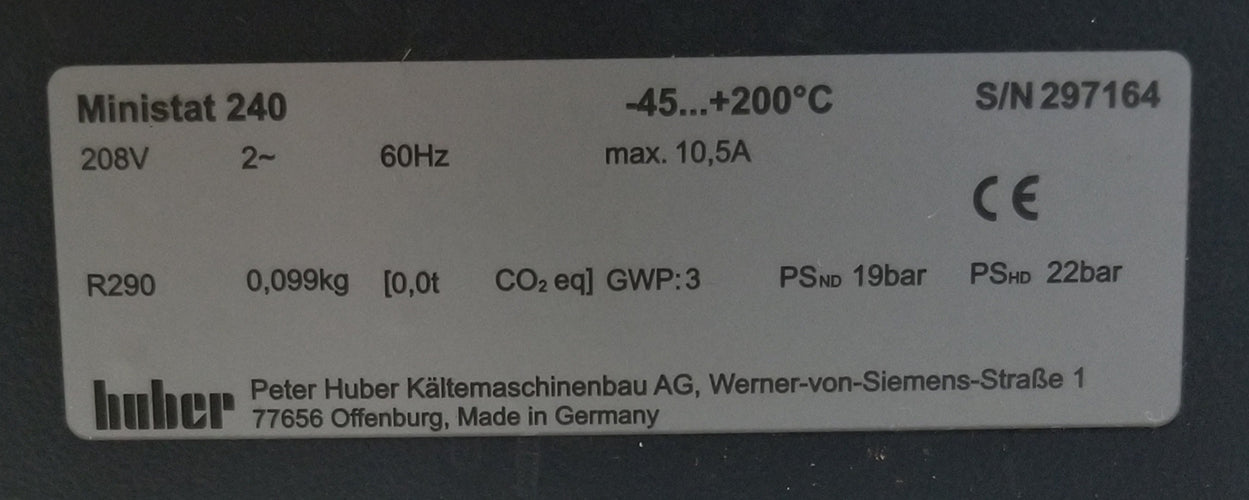 Ministat 240 -45...+200°C S/N 297164
208V 2~ 60Hz max. 10,5A
CE
R290 0,099kg [0,0t CO₂ eq] GWP: 3 PSND 19bar PSHD 22bar
huber Peter Huber Kältemaschinenbau AG, Werner-von-Siemens-Straße 1
77656 Offenburg, Made in Germany